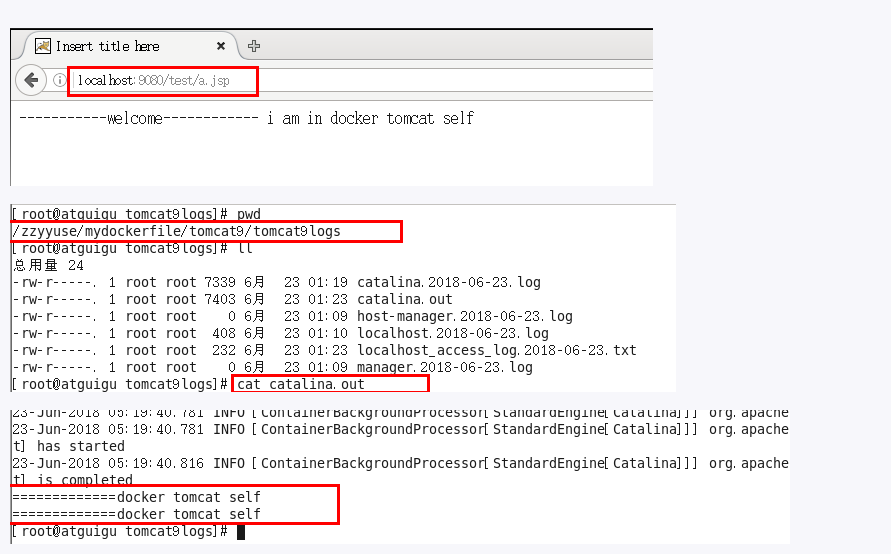 Insert title here
localhost:9080/test/a.jsp
-----------welcome------------ i am in docker tomcat self
[root@atguigu tomcat9logs]# pwd
/zzyyuse/mydockerfile/tomcat9/tomcat9logs
[root@atguigu tomcat9logs]# ll
总用量 24
-rw-r-----. 1 root root 7339 6月  23 01:19 catalina.2018-06-23.log
-rw-r-----. 1 root root 7403 6月  23 01:23 catalina.out
-rw-r-----. 1 root root    0 6月  23 01:09 host-manager.2018-06-23.log
-rw-r-----. 1 root root  408 6月  23 01:10 localhost.2018-06-23.log
-rw-r-----. 1 root root  232 6月  23 01:23 localhost_access_log.2018-06-23.txt
-rw-r-----. 1 root root    0 6月  23 01:09 manager.2018-06-23.log
[root@atguigu tomcat9logs]# cat catalina.out
23-Jun-2018 05:19:40.781 INFO [ContainerBackgroundProcessor[StandardEngine[Catalina]]] org.apache
23-Jun-2018 05:19:40.781 INFO [ContainerBackgroundProcessor[StandardEngine[Catalina]]] org.apache
t] has started
23-Jun-2018 05:19:40.816 INFO [ContainerBackgroundProcessor[StandardEngine[Catalina]]] org.apache
t] is completed
=============docker tomcat self
=============docker tomcat self
[root@atguigu tomcat9logs]#